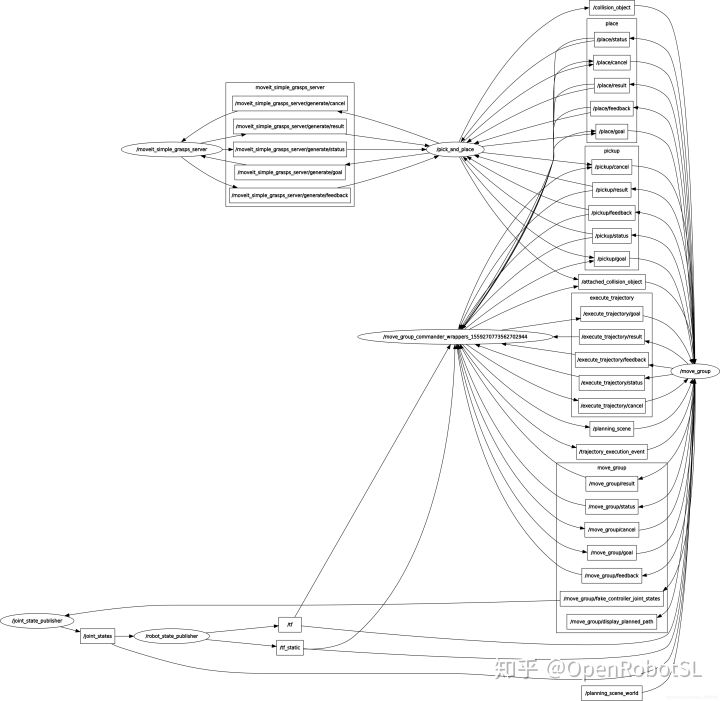 /collision_object
place
/place/status
/place/cancel
/place/result
/place/feedback
/place/goal
moveit_simple_grasps_server
/moveit_simple_grasps_server/generate/cancel
/moveit_simple_grasps_server/generate/result
/moveit_simple_grasps_server/generate/status
/moveit_simple_grasps_server/generate/goal
/moveit_simple_grasps_server/generate/feedback
/moveit_simple_grasps_server
/pick_and_place
pickup
/pickup/cancel
/pickup/result
/pickup/feedback
/pickup/status
/pickup/goal
/attached_collision_object
execute_trajectory
/execute_trajectory/goal
/execute_trajectory/result
/execute_trajectory/feedback
/execute_trajectory/status
/execute_trajectory/cancel
/move_group_commander_wrappers_1559270773562702944
/move_group
/planning_scene
/trajectory_execution_event
move_group
/move_group/result
/move_group/status
/move_group/cancel
/move_group/goal
/move_group/feedback
/move_group/fake_controller_joint_states
/move_group/display_planned_path
/joint_state_publisher
/joint_states
/robot_state_publisher
/tf
/tf_static
/planning_scene_world
知乎 @OpenRobotSL